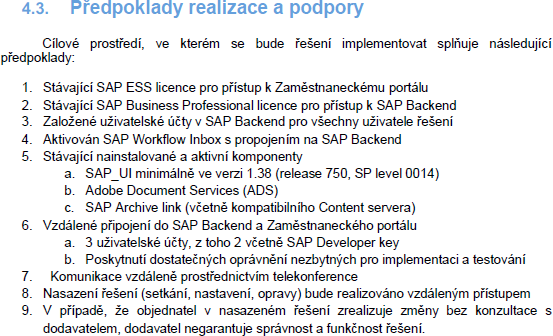 4.3. Předpoklady realizace a podpory
Cílové prostředí, ve kterém se bude řešení implementovat splňuje následující
předpoklady:
1. Stávající SAP ESS licence pro přístup k Zaměstnaneckému portálu
2. Stávající SAP Business Professional licence pro přístup k SAP Backend
3. Založené uživatelské účty v SAP Backend pro všechny uživatele řešení
4. Aktivován SAP Workflow Inbox s propojením na SAP Backend
5. Stávající nainstalované a aktivní komponenty
a. SAP_UI minimálně ve verzi 1.38 (release 750, SP level 0014)
b. Adobe Document Services (ADS)
c. SAP Archive link (včetně kompatibilního Content servera)
6. Vzdálené připojení do SAP Backend a Zaměstnaneckého portálu
a. 3 uživatelské účty, z toho 2 včetně SAP Developer key
b. Poskytnutí dostatečných oprávnění nezbytných pro implementaci a testování
7. Komunikace vzdáleně prostřednictvím telekonference
8. Nasazení řešení (setkání, nastavení, opravy) bude realizováno vzdáleným přístupem
9. V případě, že objednatel v nasazeném řešení zrealizuje změny bez konzultace s
dodavatelem, dodavatel negarantuje správnost a funkčnost řešení.